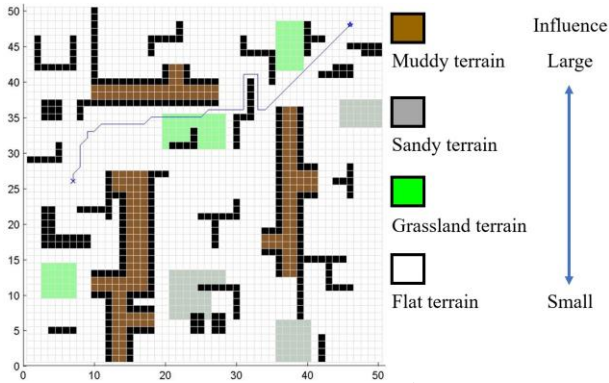 50
45
40
35
30
25
20
15
10
5
0
0 10 20 30 40 50
Influence
Muddy terrain Large
Sandy terrain
Grassland terrain
Flat terrain Small